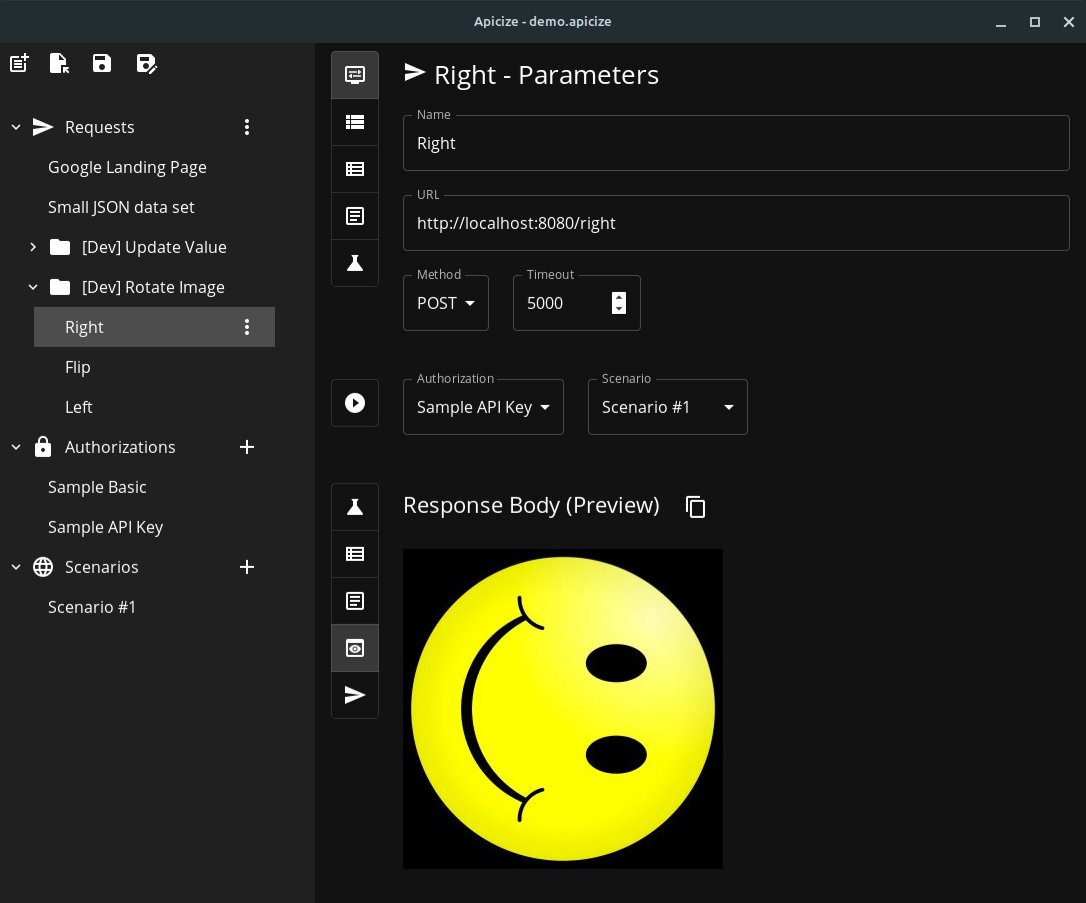 Apicize - demo.apicize
Requests
Google Landing Page
Small JSON data set
[Dev] Update Value
[Dev] Rotate Image
Right
Flip
Left
Authorizations
Sample Basic
Sample API Key
Scenarios
Scenario #1
Right - Parameters
Name
Right
URL
http://localhost:8080/right
Method
POST
Timeout
5000
Authorization
Sample API Key
Scenario
Scenario #1
Response Body (Preview)